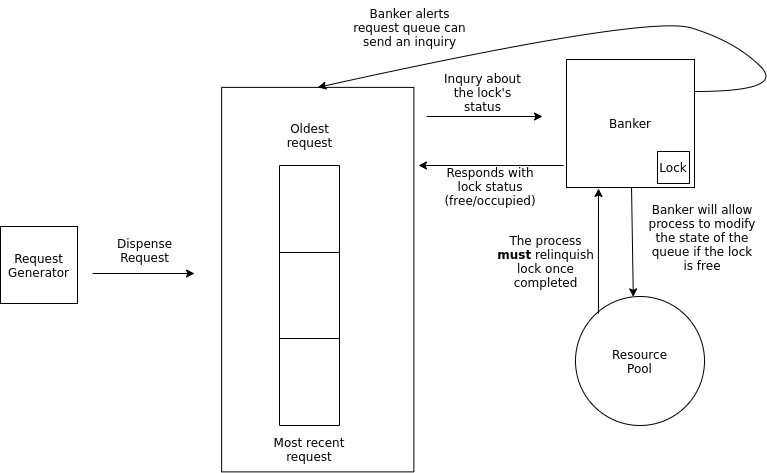 Banker alerts
request queue can
send an inquiry
Inqury about
the lock's
status
Banker
Lock
Oldest
request
Responds with
lock status
(free/occupied)
Banker will allow
process to modify
the state of the
queue if the lock
is free
The process
must relinquish
lock once
completed
Dispense
Request
Request
Generator
Resource
Pool
Most recent
request